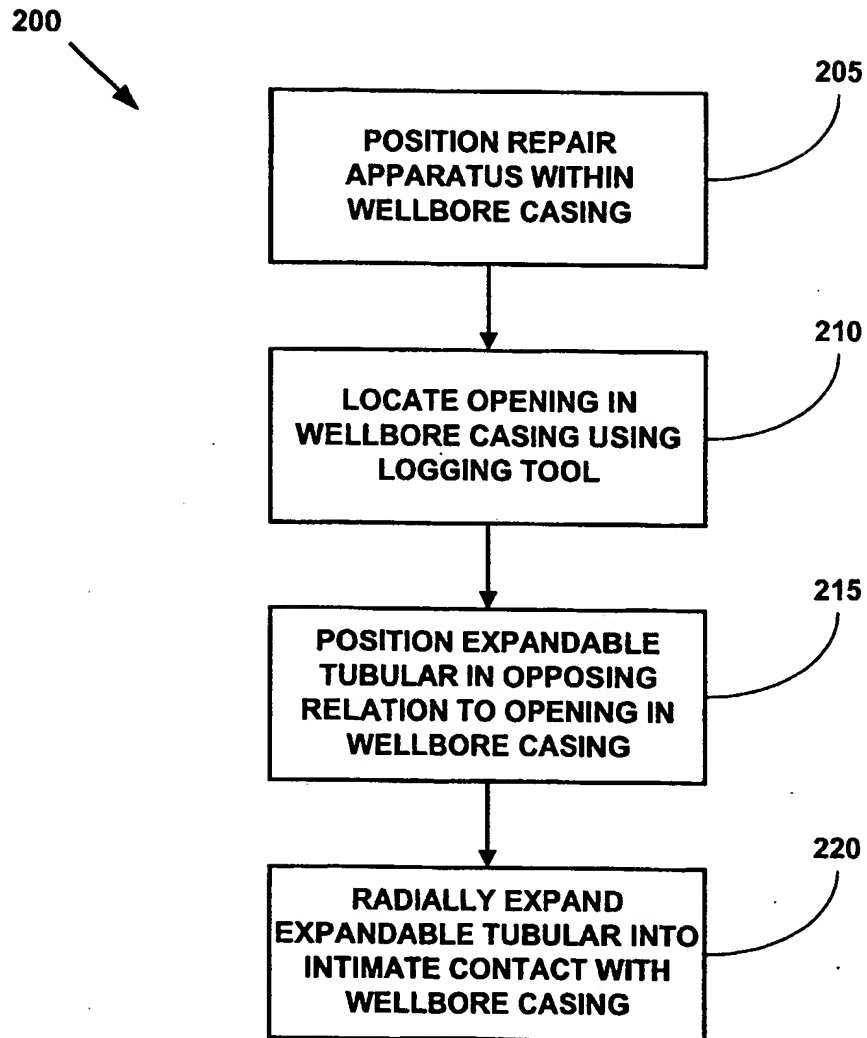 200
205
POSITION REPAIR
APPARATUS WITHIN
WELLBORE CASING
210
LOCATE OPENING IN
WELLBORE CASING USING
LOGGING TOOL
215
POSITION EXPANDABLE
TUBULAR IN OPPOSING
RELATION TO OPENING IN
WELLBORE CASING
220
RADIALLY EXPAND
EXPANDABLE TUBULAR INTO
INTIMATE CONTACT WITH
WELLBORE CASING